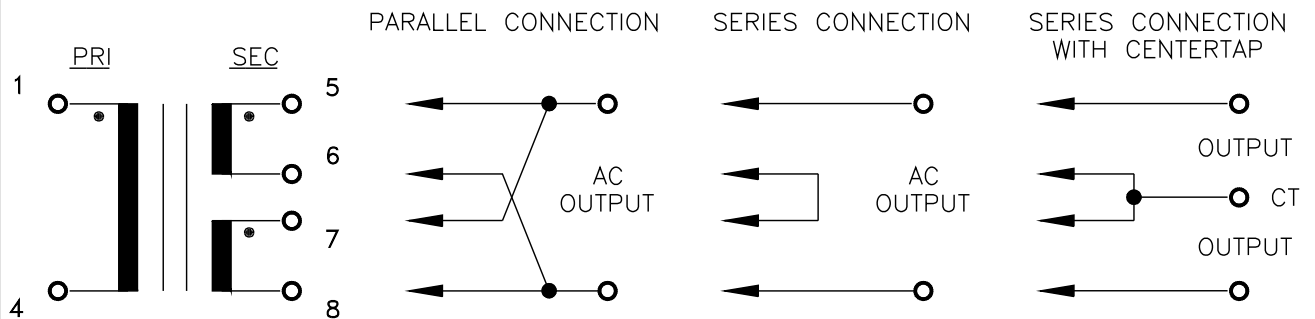 PARALLEL CONNECTION
SERIES CONNECTION
SERIES CONNECTION
WITH CENTERTAP
PRI
SEC
1
5
6
7
4
8
AC
OUTPUT
AC
OUTPUT
OUTPUT
CT
OUTPUT